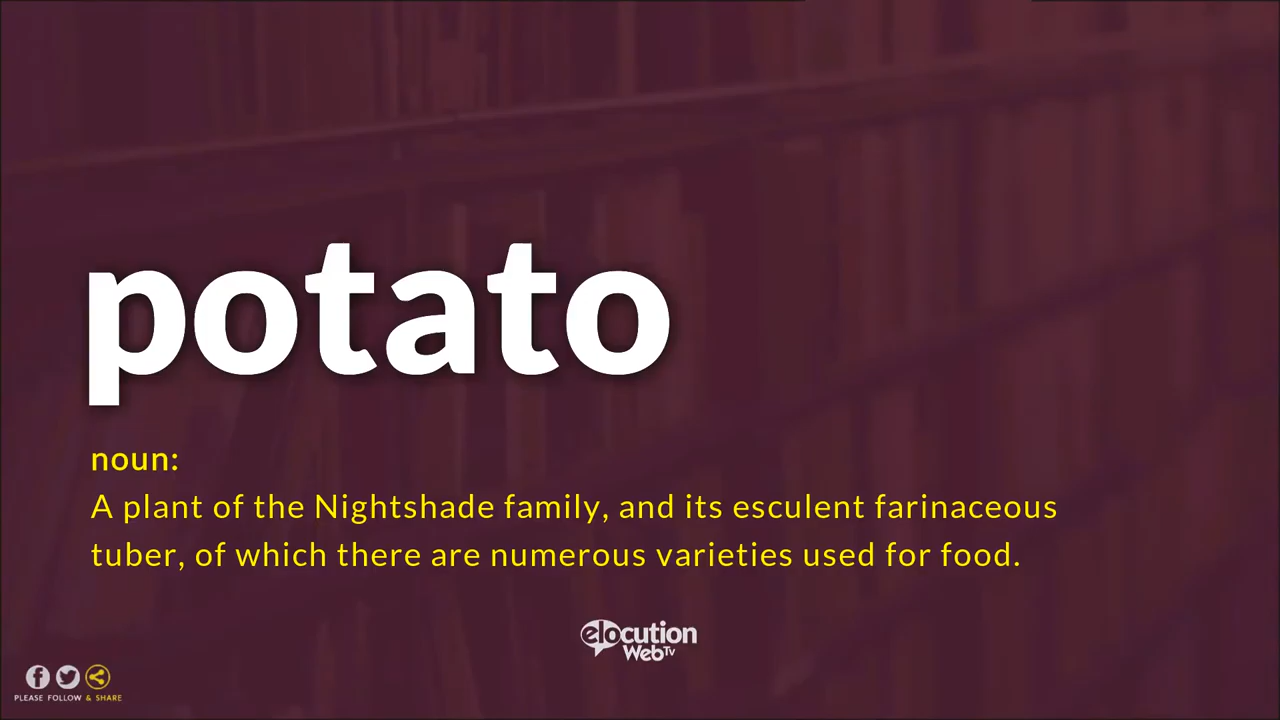 potato
noun:
A plant of the Nightshade family, and its esculent farinaceous
tuber, of which there are numerous varieties used for food.
elocution
WebTv
PLEASE FOLLOW & SHARE